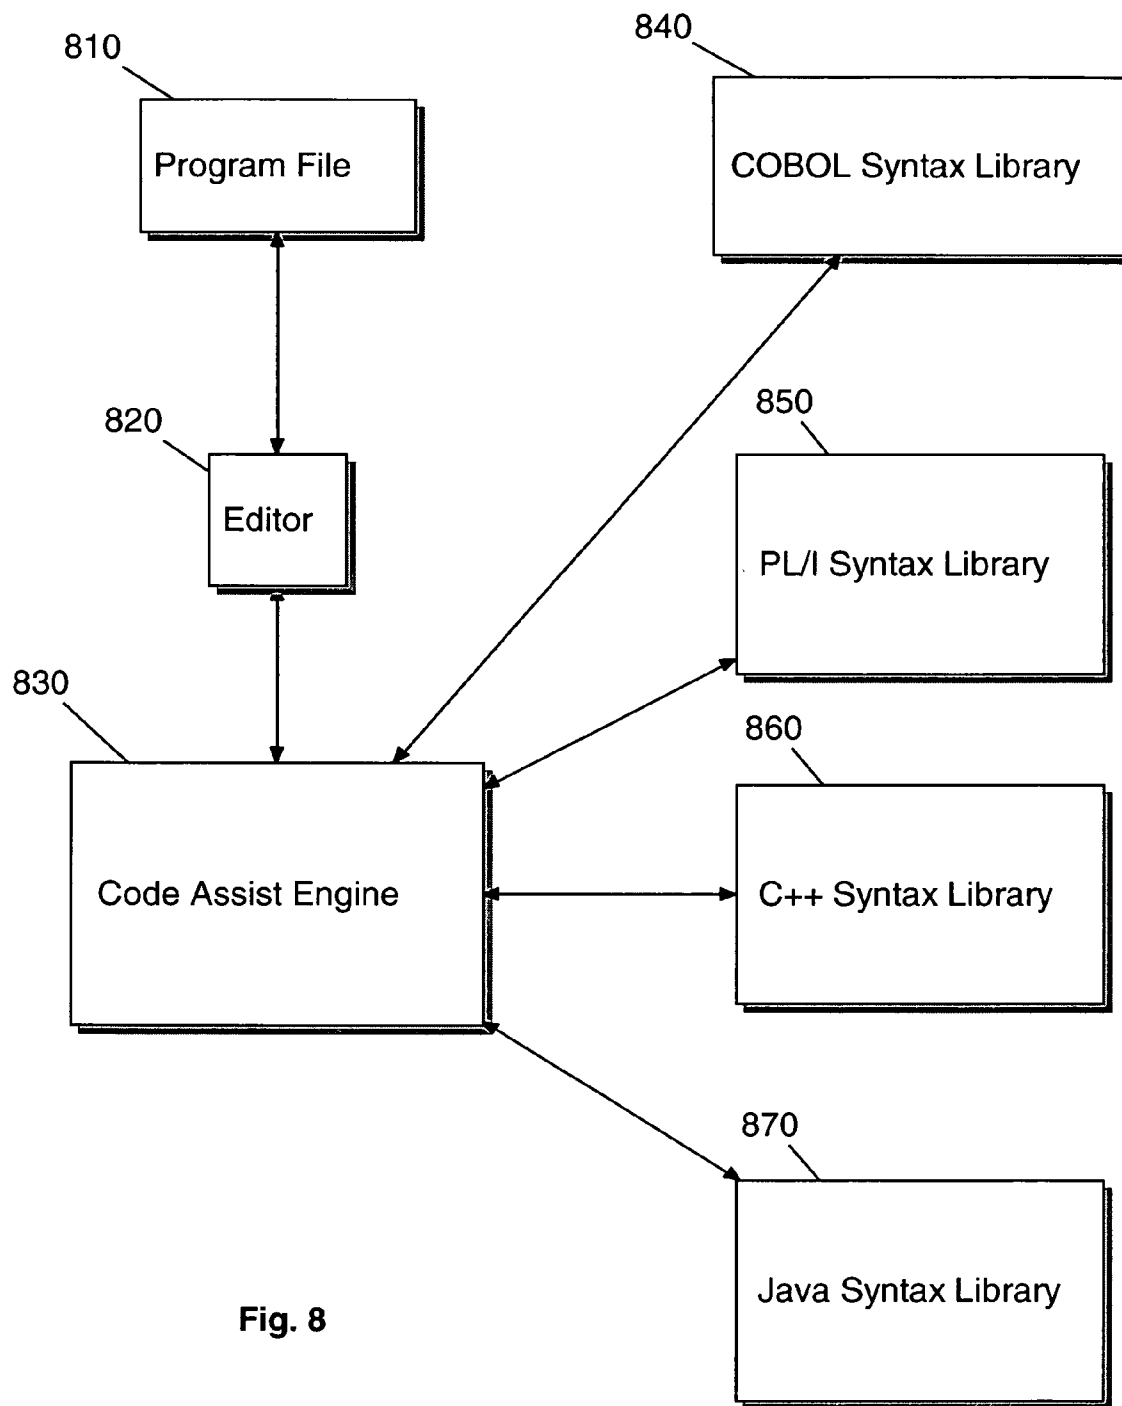 810
Program File
840
COBOL Syntax Library
820
Editor
850
PL/I Syntax Library
830
Code Assist Engine
860
C++ Syntax Library
870
Java Syntax Library
Fig. 8